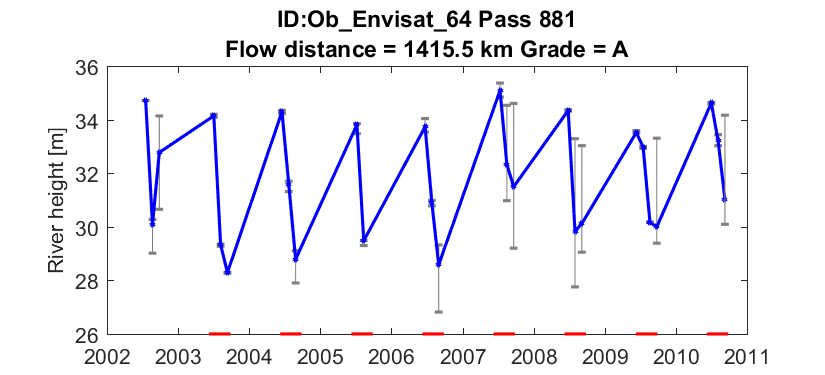 ID:Ob_Envisat_64 Pass 881
Flow distance = 1415.5 km Grade = A
River height [m]
36
34
32
30
28
26
2002 2003 2004 2005 2006 2007 2008 2009 2010 2011